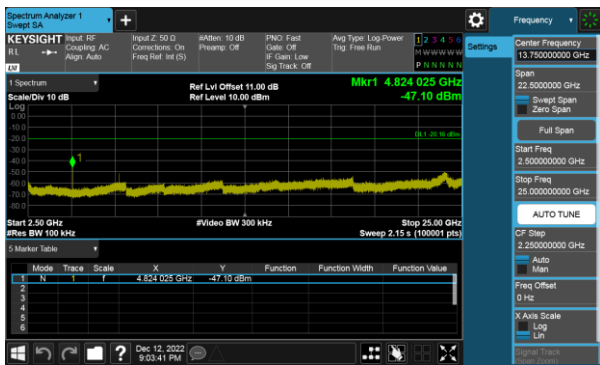 Spectrum Analyzer 1
Swept SA
Frequency
KEYSIGHT
Input: RF
Input Z: 50 Ω
#Atten: 10 dB
PNO: Fast
Avg Type: Log-Power
1 2 3 4 5 6
RL
Coupling: AC
Corrections: On
Preamp: Off
Gate: Off
Trig: Free Run
M W W W W W
Align: Auto
Freq Ref: Int (S)
IF Gain: Low
P N N N N N
Sig Track: Off
LXI
Settings
Center Frequency
13.750000000 GHz
Span
22.5000000 GHz
Swept Span
Zero Span
Full Span
Start Freq
2.500000000 GHz
Stop Freq
25.000000000 GHz
AUTO TUNE
CF Step
2.250000000 GHz
Auto
Man
Freq Offset
0 Hz
X Axis Scale
Log
Lin
Signal Track
(Span Zoom)
1 Spectrum
Ref Lvl Offset 11.00 dB
Mkr1 4.824 025 GHz
Scale/Div 10 dB
Ref Level 10.00 dBm
-47.10 dBm
Log
0.00
-10.0
-20.0
-30.0
-40.0
-50.0
-60.0
-70.0
-80.0
1
Start 2.50 GHz
#Video BW 300 kHz
Stop 25.00 GHz
#Res BW 100 kHz
Sweep 2.15 s (100001 pts)
5 Marker Table
Mode Trace Scale X Y Function Function Width Function Value
1 N 1 f 4.824 025 GHz -47.10 dBm
2
3
4
5
6
?
Dec 12, 2022
9:03:41 PM